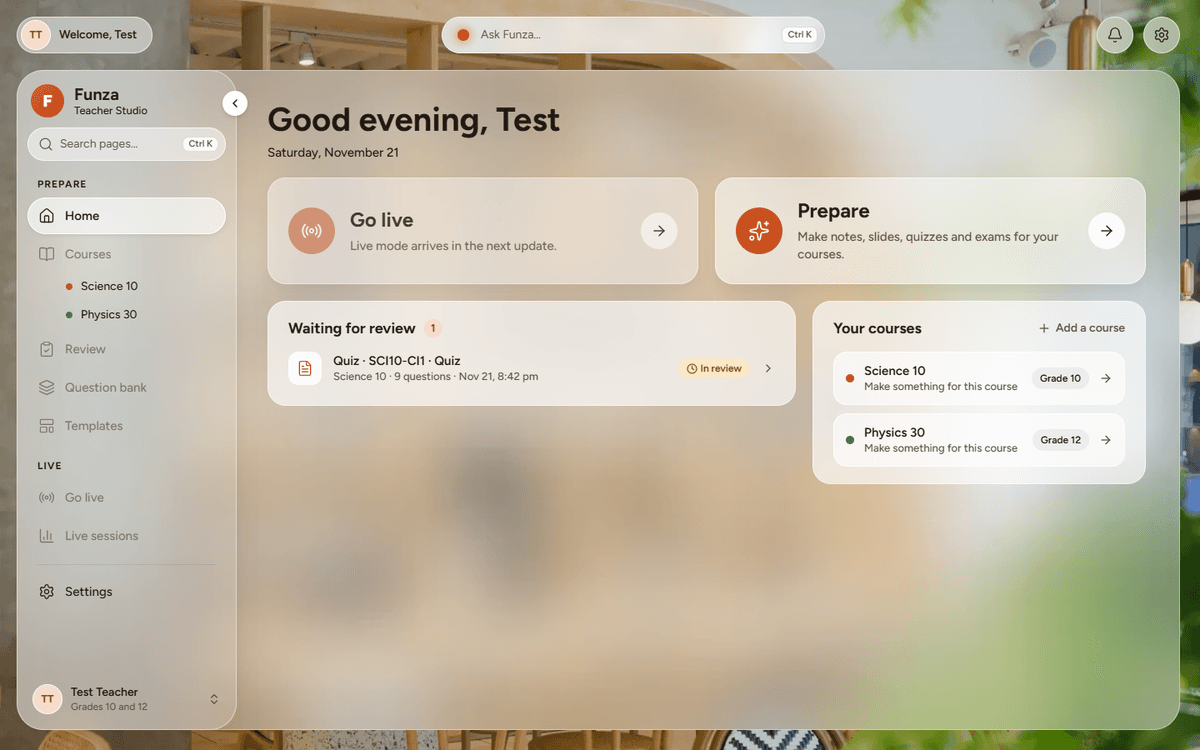 TT
Welcome, Test
Ask Funza...
Ctrl K
F
Funza
Teacher Studio
Search pages...
Ctrl K
PREPARE
Home
Courses
Science 10
Physics 30
Review
Question bank
Templates
LIVE
Go live
Live sessions
Settings
TT
Test Teacher
Grades 10 and 12
Good evening, Test
Saturday, November 21
Go live
Live mode arrives in the next update.
Prepare
Make notes, slides, quizzes and exams for your
courses.
Waiting for review 1
Quiz · SCI10-CI1 · Quiz
Science 10 · 9 questions · Nov 21, 8:42 pm
In review
Your courses
Add a course
Science 10
Make something for this course
Grade 10
Physics 30
Make something for this course
Grade 12